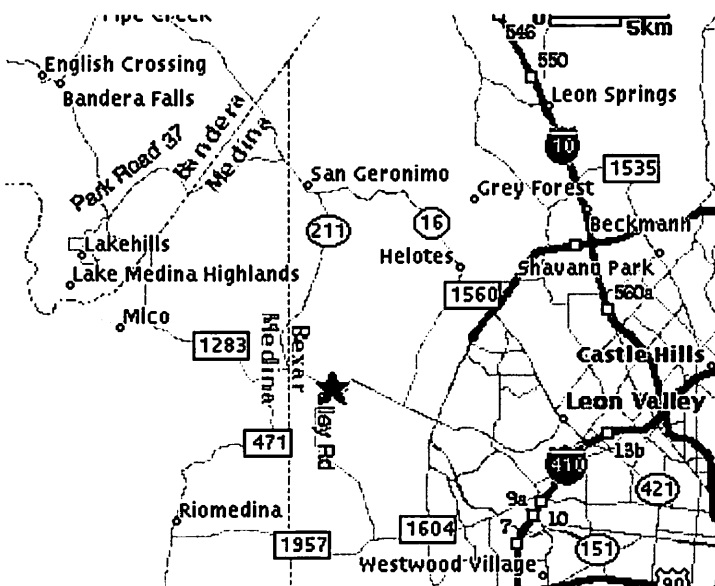 Pipe Creek
546
5km
English Crossing
550
Bandera Falls
Leon Springs
Park Road 37
Bandera
Medina
10
1535
San Geronimo
Grey Forest
16
211
Beckmann
Lakehills
Helotes
Shavano Park
Lake Medina Highlands
1560
560a
Mico
1283
Medina
Bexar
Castle Hills
Leon Valley
alley Rd
471
13b
410
421
9a
Riomedina
10
7
1604
1957
151
Westwood Village
90